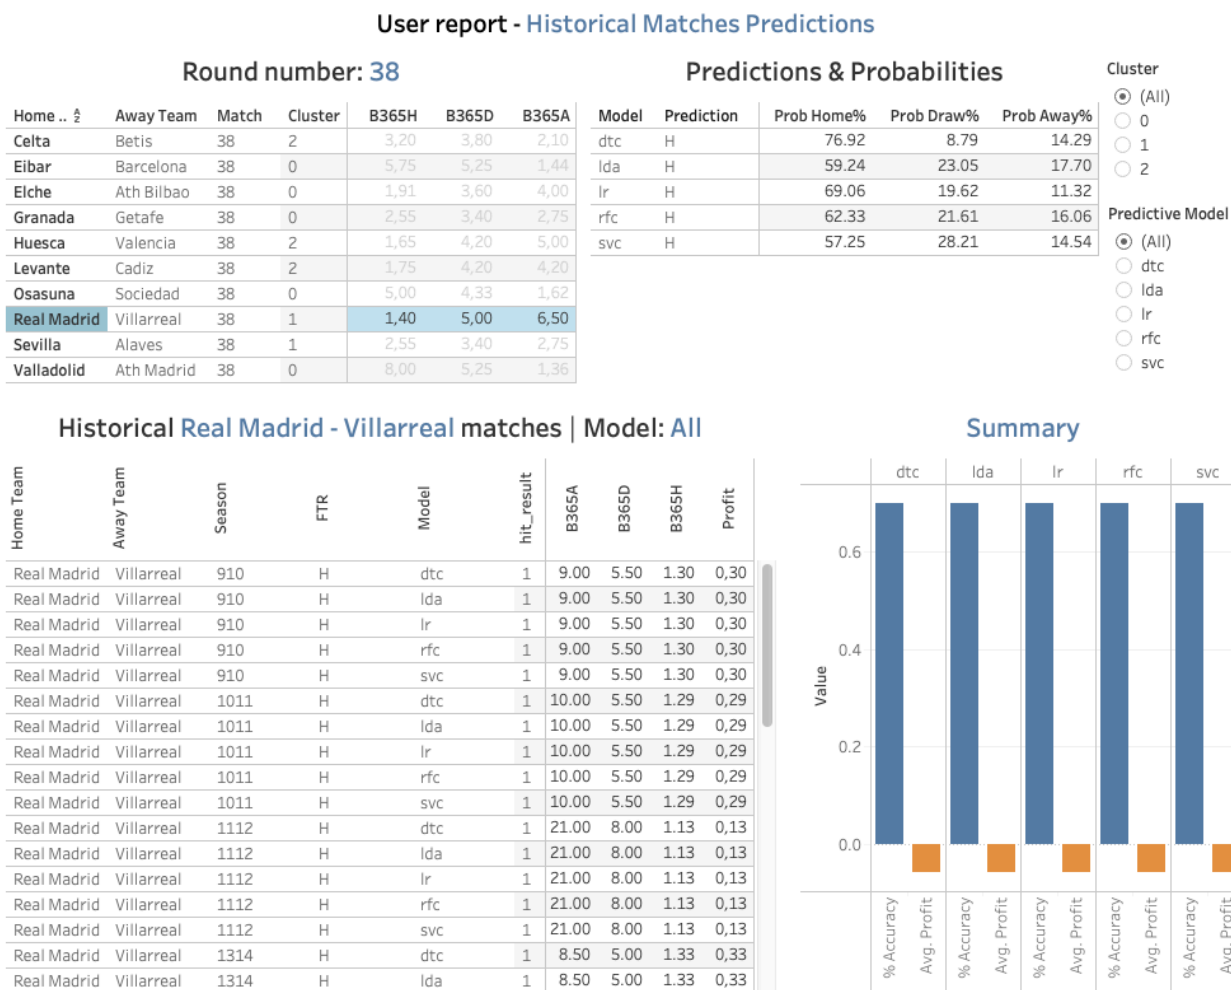 User report - Historical Matches Predictions
Round number: 38
Home .. Away Team Match Cluster B365H B365D B365A
Celta Betis 38 2 3,20 3,80 2,10
Eibar Barcelona 38 0 5,75 5,25 1,44
Elche Ath Bilbao 38 0 1,91 3,60 4,00
Granada Getafe 38 0 2,55 3,40 2,75
Huesca Valencia 38 2 1,65 4,20 5,00
Levante Cadiz 38 2 1,75 4,20 4,20
Osasuna Sociedad 38 0 5,00 4,33 1,62
Real Madrid Villarreal 38 1 1,40 5,00 6,50
Sevilla Alaves 38 1 2,55 3,40 2,75
Valladolid Ath Madrid 38 0 8,00 5,25 1,36
Predictions & Probabilities
Model Prediction Prob Home% Prob Draw% Prob Away%
dtc H 76.92 8.79 14.29
lda H 59.24 23.05 17.70
lr H 69.06 19.62 11.32
rfc H 62.33 21.61 16.06
svc H 57.25 28.21 14.54
Cluster
(All)
0
1
2
Predictive Model
(All)
dtc
lda
lr
rfc
svc
Historical Real Madrid - Villarreal matches | Model: All
Home Team Away Team Season FTR Model hit_result B365A B365D B365H Profit
Real Madrid Villarreal 910 H dtc 1 9.00 5.50 1.30 0,30
Real Madrid Villarreal 910 H lda 1 9.00 5.50 1.30 0,30
Real Madrid Villarreal 910 H lr 1 9.00 5.50 1.30 0,30
Real Madrid Villarreal 910 H rfc 1 9.00 5.50 1.30 0,30
Real Madrid Villarreal 910 H svc 1 9.00 5.50 1.30 0,30
Real Madrid Villarreal 1011 H dtc 1 10.00 5.50 1.29 0,29
Real Madrid Villarreal 1011 H lda 1 10.00 5.50 1.29 0,29
Real Madrid Villarreal 1011 H lr 1 10.00 5.50 1.29 0,29
Real Madrid Villarreal 1011 H rfc 1 10.00 5.50 1.29 0,29
Real Madrid Villarreal 1011 H svc 1 10.00 5.50 1.29 0,29
Real Madrid Villarreal 1112 H dtc 1 21.00 8.00 1.13 0,13
Real Madrid Villarreal 1112 H lda 1 21.00 8.00 1.13 0,13
Real Madrid Villarreal 1112 H lr 1 21.00 8.00 1.13 0,13
Real Madrid Villarreal 1112 H rfc 1 21.00 8.00 1.13 0,13
Real Madrid Villarreal 1112 H svc 1 21.00 8.00 1.13 0,13
Real Madrid Villarreal 1314 H dtc 1 8.50 5.00 1.33 0,33
Real Madrid Villarreal 1314 H lda 1 8.50 5.00 1.33 0,33
Summary
dtc lda lr rfc svc
0.6
0.4
0.2
0.0
Value
% Accuracy Avg. Profit % Accuracy Avg. Profit % Accuracy Avg. Profit % Accuracy Avg. Profit % Accuracy Avg. Profit